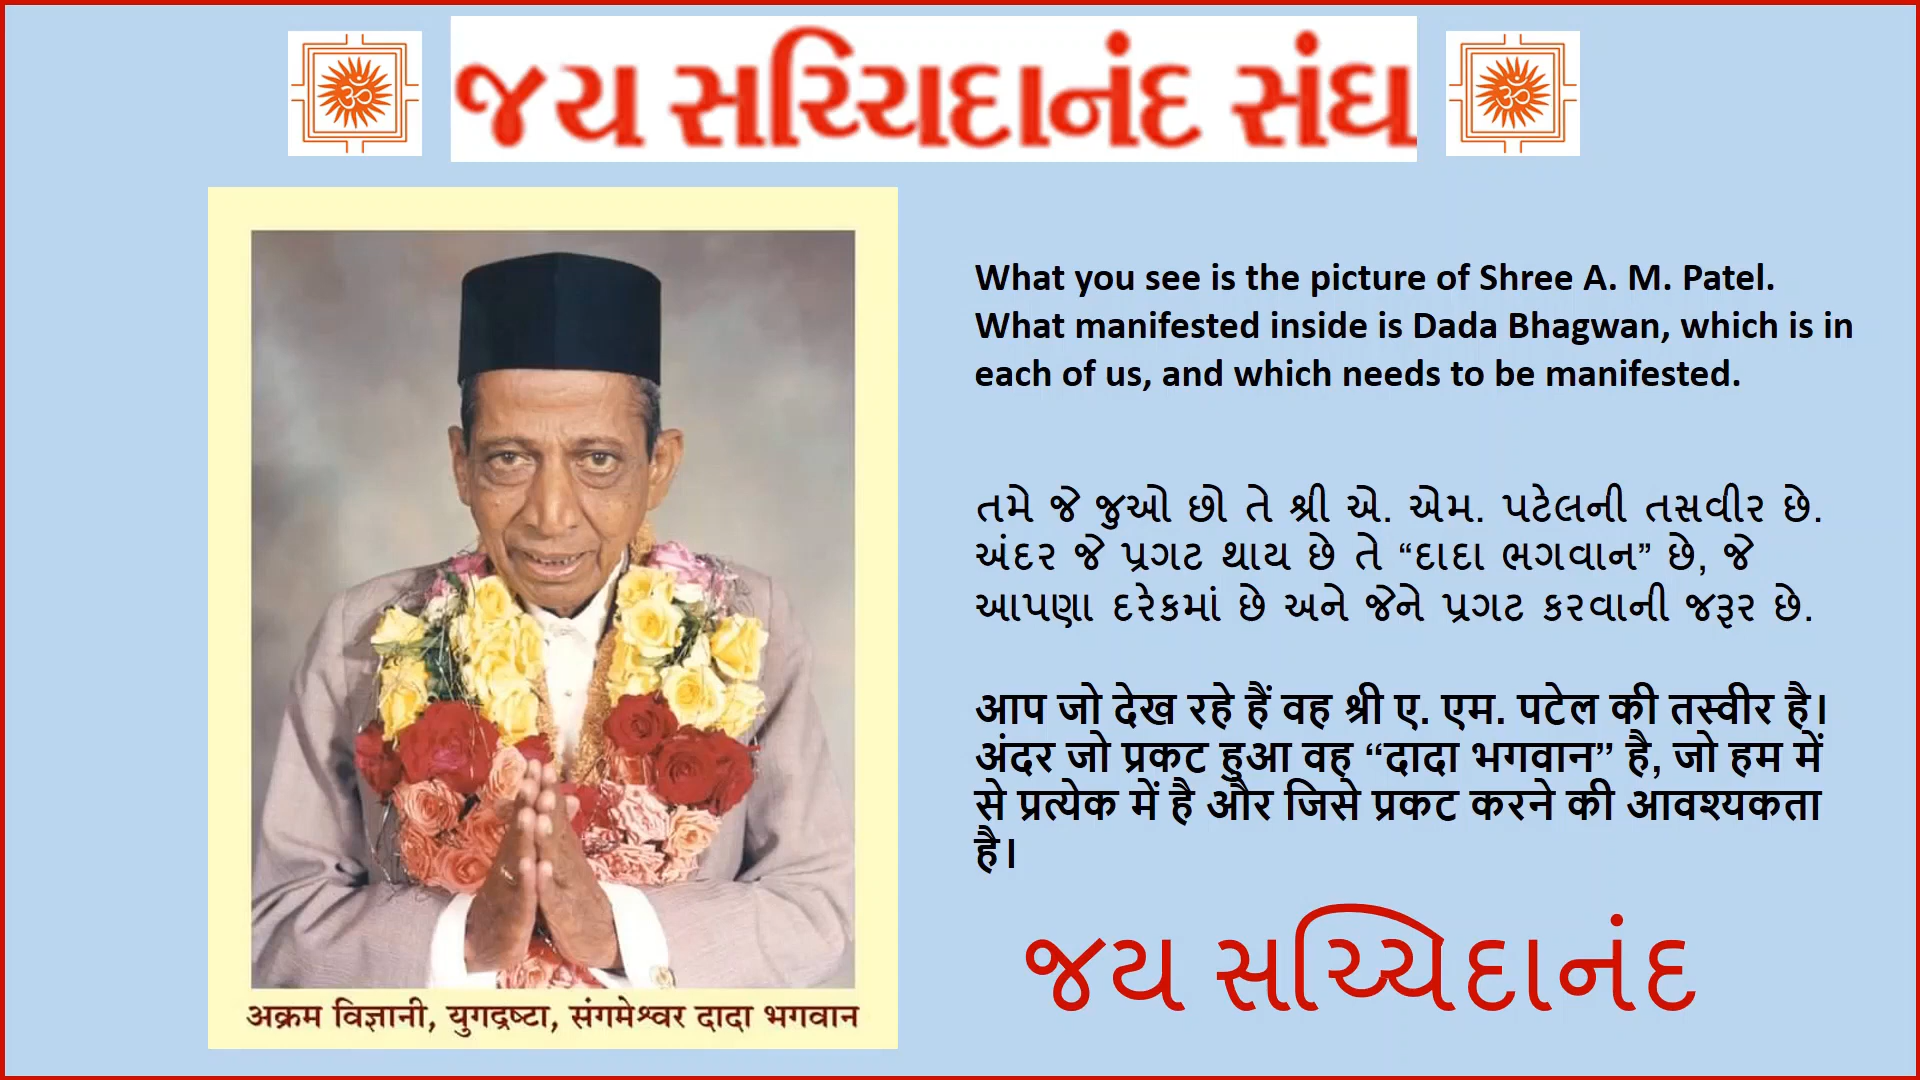 જય સચ્ચિદાનંદ સંઘ
What you see is the picture of Shree A. M. Patel.
What manifested inside is Dada Bhagwan, which is in
each of us, and which needs to be manifested.
તમે જે જુઓ છો તે શ્રી એ. એમ. પટેલની તસવીર છે.
અંદર જે પ્રગટ થાય છે તે “દાદા ભગવાન” છે, જે
આપણા દરેકમાં છે અને જેને પ્રગટ કરવાની જરૂર છે.
आप जो देख रहे हैं वह श्री ए. एम. पटेल की तस्वीर है।
अंदर जो प्रकट हुआ वह “दादा भगवान” है, जो हम में
से प्रत्येक में है और जिसे प्रकट करने की आवश्यकता
है।
જય સચ્ચિદાનંદ
अक्रम विज्ञानी, युगद्रष्टा, संगमेश्वर दादा भगवान
ॐ
ॐ